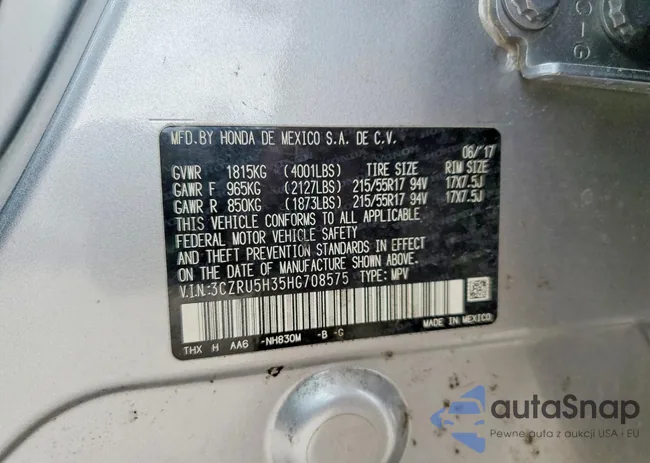 MFD.BY HONDA DE MEXICO S.A. DE C.V.
06/'17
GVWR 1815KG (4001LBS) TIRE SIZE RIM SIZE
GAWR F 965KG (2127LBS) 215/55R17 94V 17X7.5J
GAWR R 850KG (1873LBS) 215/55R17 94V 17X7.5J
THIS VEHICLE CONFORMS TO ALL APPLICABLE
FEDERAL MOTOR VEHICLE SAFETY
AND THEFT PREVENTION STANDARDS IN EFFECT
ON THE DATE OF MANUFACTURE SHOWN ABOVE.
V.I.N.:3CZRU5H35HG708575 TYPE: MPV
THX H AA6 -NH830M -B -G MADE IN MEXICO
autaSnap
Pewne auta z aukcji USA i EU